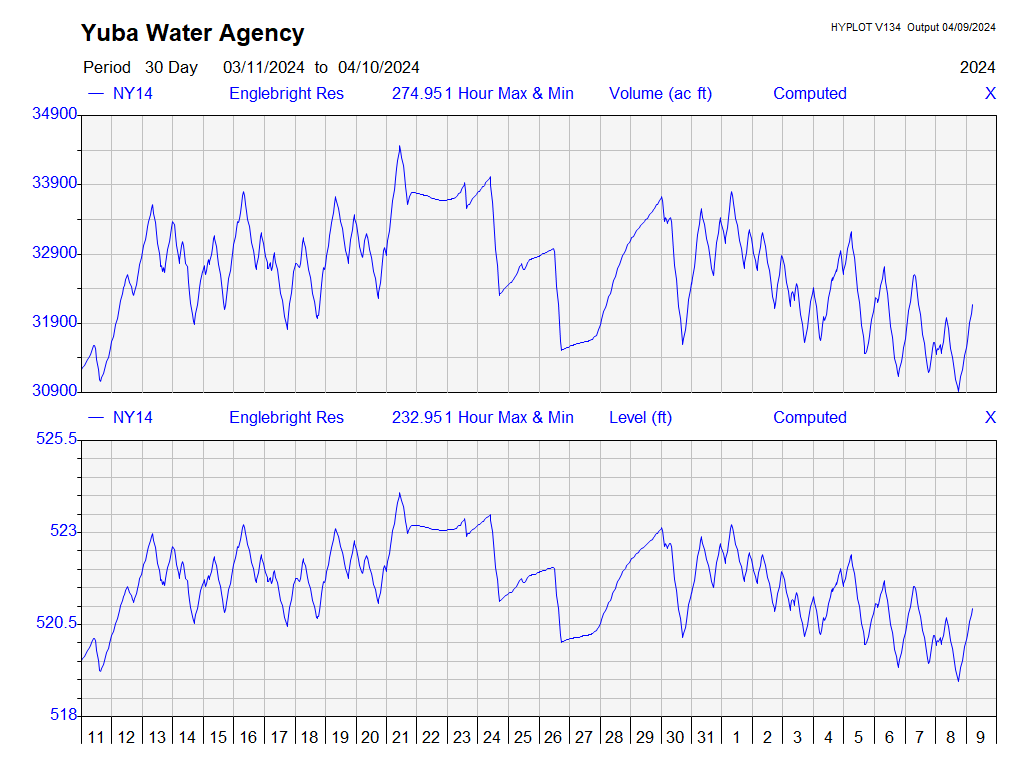 Yuba Water Agency
HYPLOT V134 Output 04/09/2024
Period 30 Day 03/11/2024 to 04/10/2024 2024
NY14 Englebright Res 274.951 Hour Max & Min Volume (ac ft) Computed X
34900
33900
32900
31900
30900
NY14 Englebright Res 232.951 Hour Max & Min Level (ft) Computed X
525.5
523
520.5
518
11 12 13 14 15 16 17 18 19 20 21 22 23 24 25 26 27 28 29 30 31 1 2 3 4 5 6 7 8 9